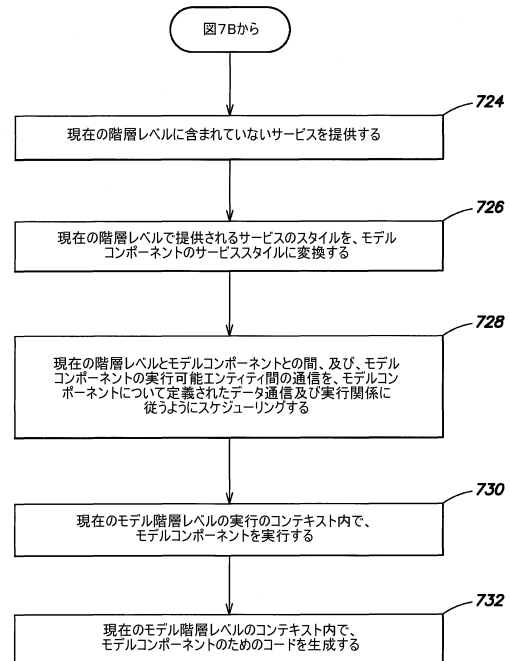 図7Bから
724
現在の階層レベルに含まれていないサービスを提供する
726
現在の階層レベルで提供されるサービスのスタイルを、モデル
コンポーネントのサービススタイルに変換する
728
現在の階層レベルとモデルコンポーネントとの間、及び、モデル
コンポーネントの実行可能エンティティ間の通信を、モデルコン
ポーネントについて定義されたデータ通信及び実行関係に
従うようにスケジューリングする
730
現在のモデル階層レベルの実行のコンテキスト内で、
モデルコンポーネントを実行する
732
現在のモデル階層レベルのコンテキスト内で、
モデルコンポーネントのためのコードを生成する